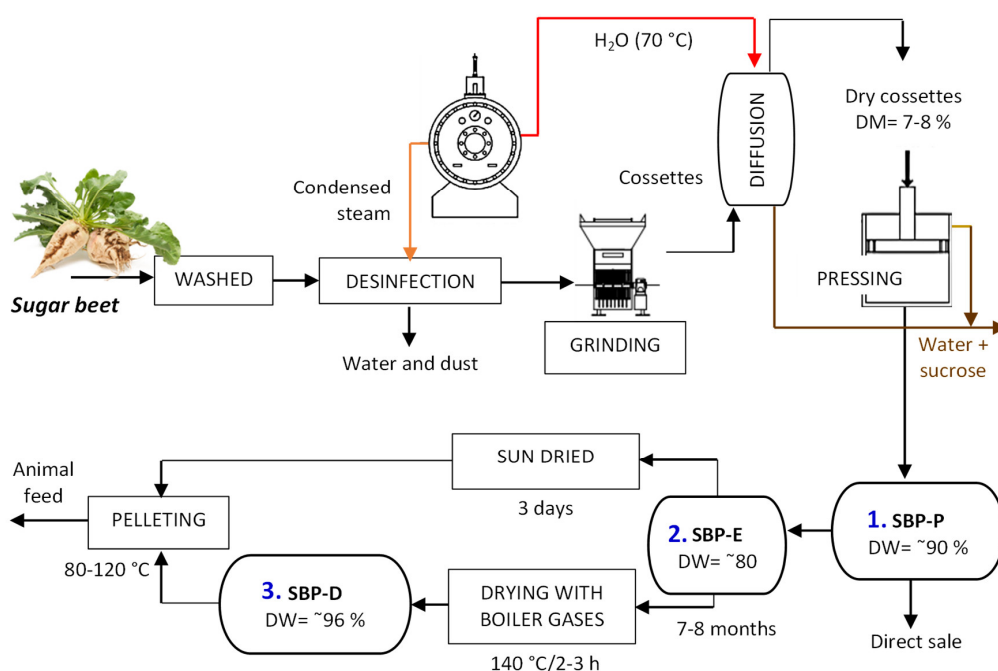 H₂O (70 °C)
Dry cossettes
DM= 7-8 %
DIFFUSION
Condensed
steam
Cossettes
Sugar beet
WASHED
DESINFECTION
PRESSING
GRINDING
Water and dust
Water +
sucrose
SUN DRIED
3 days
Animal
feed
PELLETING
80-120 °C
1. SBP-P
DW= ~90 %
2. SBP-E
DW= ~80
3. SBP-D
DW= ~96 %
DRYING WITH
BOILER GASES
140 °C/2-3 h
7-8 months
Direct sale